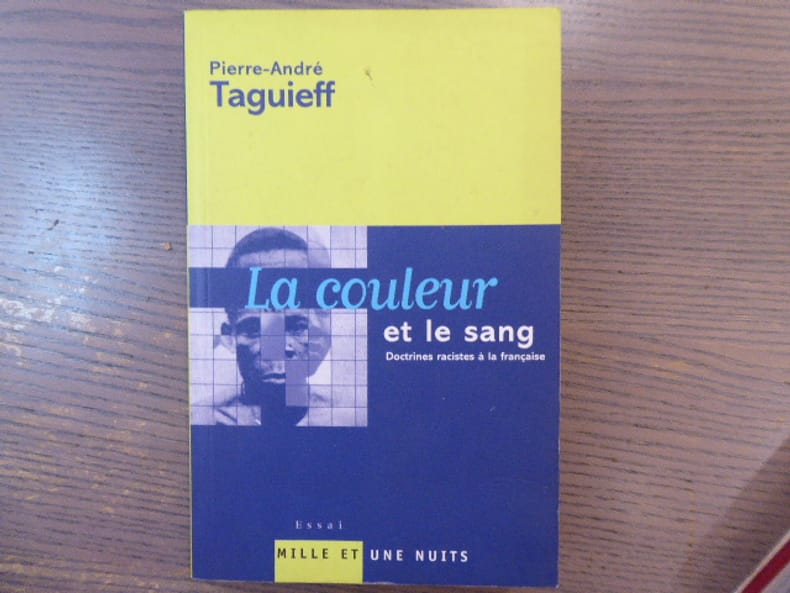 Pierre-André
Taguieff
La couleur
et le sang
Doctrines racistes à la française
Essai
MILLE ET UNE NUITS